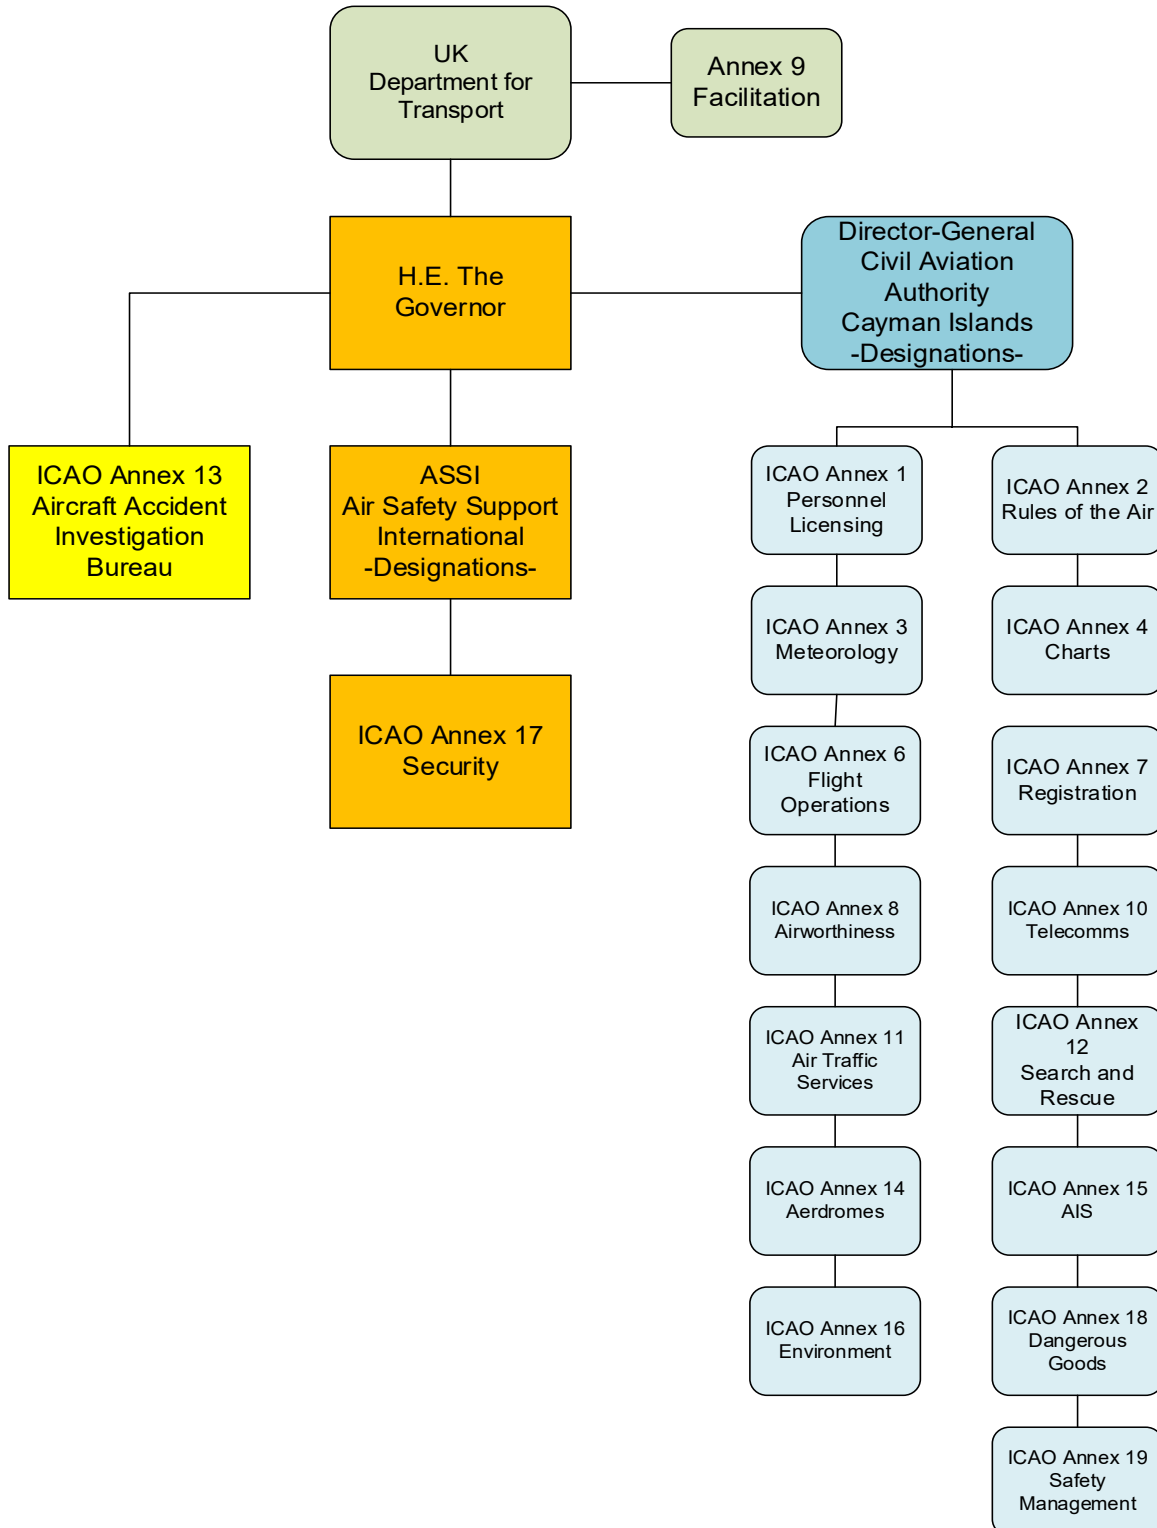 UK
Department for
Transport
Annex 9
Facilitation
H.E. The
Governor
Director-General
Civil Aviation
Authority
Cayman Islands
-Designations-
ICAO Annex 13
Aircraft Accident
Investigation
Bureau
ASSI
Air Safety Support
International
-Designations-
ICAO Annex 17
Security
ICAO Annex 1
Personnel
Licensing
ICAO Annex 2
Rules of the Air
ICAO Annex 3
Meteorology
ICAO Annex 4
Charts
ICAO Annex 6
Flight
Operations
ICAO Annex 7
Registration
ICAO Annex 8
Airworthiness
ICAO Annex 10
Telecomms
ICAO Annex 11
Air Traffic
Services
ICAO Annex
12
Search and
Rescue
ICAO Annex 14
Aerdromes
ICAO Annex 15
AIS
ICAO Annex 16
Environment
ICAO Annex 18
Dangerous
Goods
ICAO Annex 19
Safety
Management